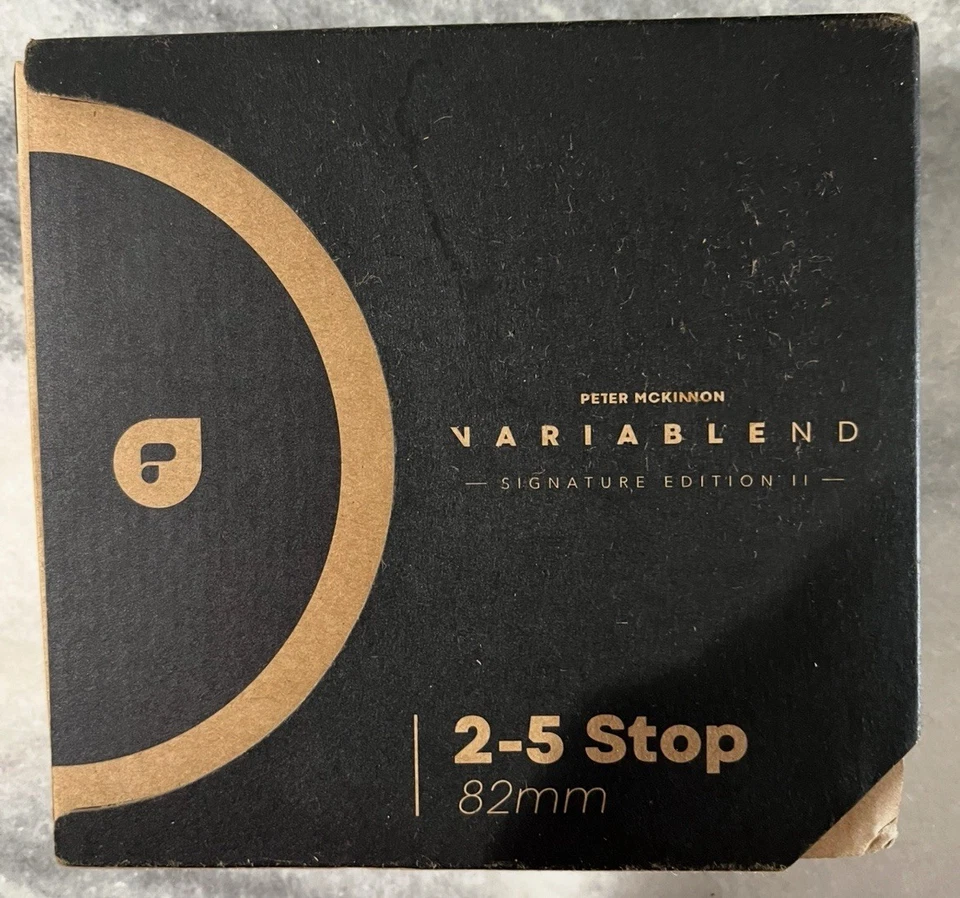 PETER MCKINNON
VARIABLEND
— SIGNATURE EDITION II —
2-5 Stop
82mm